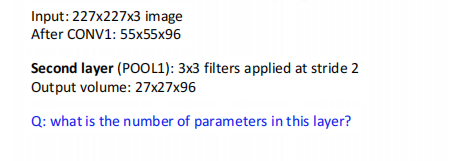 Input: 227x227x3 image
After CONV1: 55x55x96
Second layer (POOL1): 3x3 filters applied at stride 2
Output volume: 27x27x96
Q: what is the number of parameters in this layer?